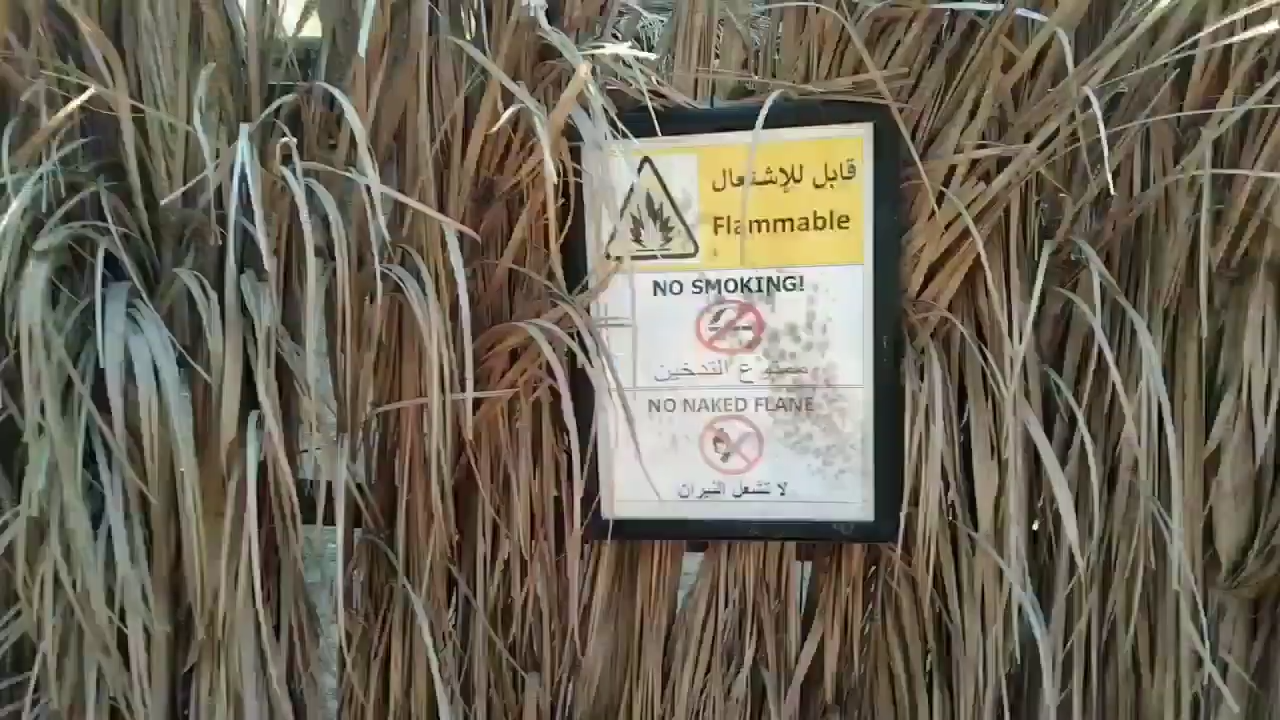 قابل للإشتعال
Flammable
NO SMOKING!
ممنوع التدخين
NO NAKED FLANE
لا تشعل النيران